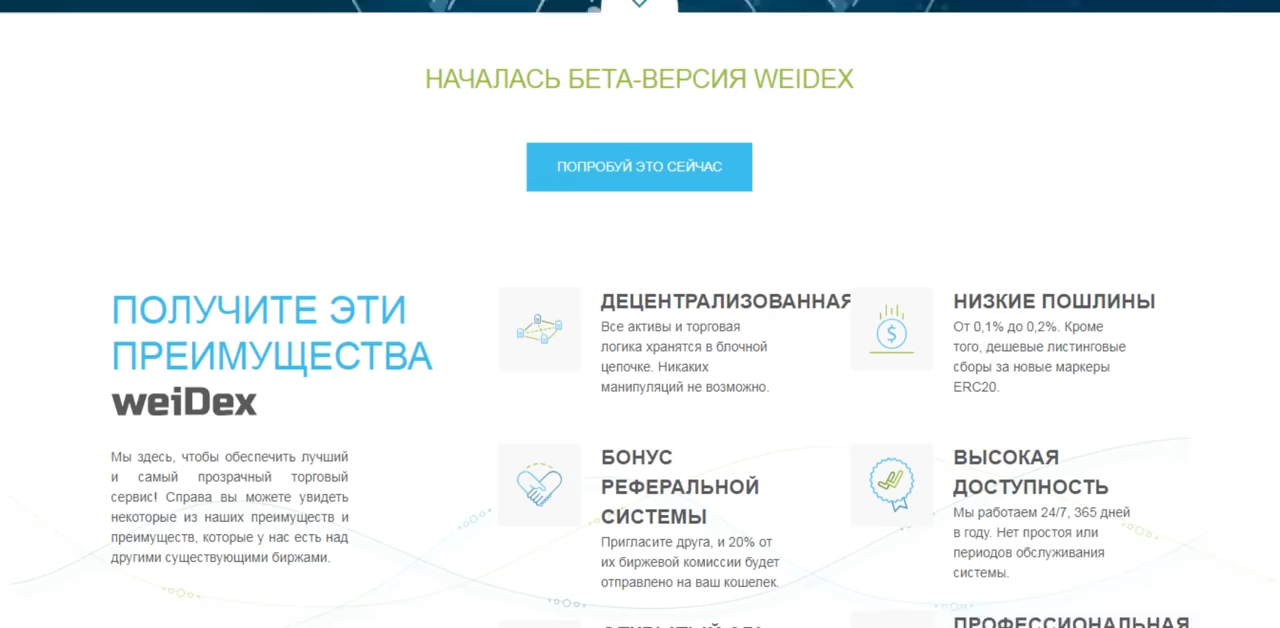 НАЧАЛАСЬ БЕТА-ВЕРСИЯ WEIDEX
ПОПРОБУЙ ЭТО СЕЙЧАС
ПОЛУЧИТЕ ЭТИ
ПРЕИМУЩЕСТВА
weiDex
Мы здесь, чтобы обеспечить лучший
и самый прозрачный торговый
сервис! Справа вы можете увидеть
некоторые из наших преимуществ и
преимуществ, которые у нас есть над
другими существующими биржами.
ДЕЦЕНТРАЛИЗОВАННАЯ
Все активы и торговая
логика хранятся в блочной
цепочке. Никаких
манипуляций не возможно.
НИЗКИЕ ПОШЛИНЫ
От 0,1% до 0,2%. Кроме
того, дешевые листинговые
сборы за новые маркеры
ERC20.
БОНУС
РЕФЕРАЛЬНОЙ
СИСТЕМЫ
Пригласите друга, и 20% от
их биржевой комиссии будет
отправлено на ваш кошелек.
ВЫСОКАЯ
ДОСТУПНОСТЬ
Мы работаем 24/7, 365 дней
в году. Нет простоя или
периодов обслуживания
системы.
ПРОФЕССИОНАЛЬНАЯ